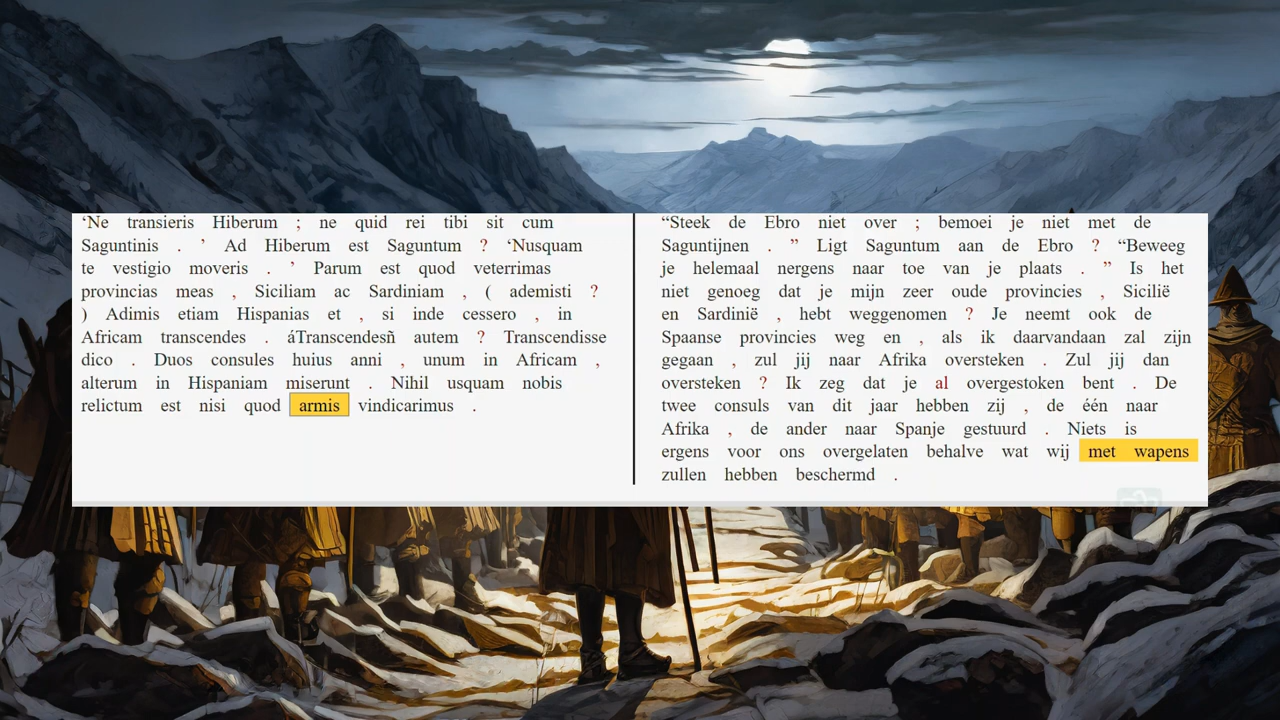 ‘Ne transieris Hiberum ; ne quid rei tibi sit cum
Saguntinis . ’ Ad Hiberum est Saguntum ? ‘Nusquam
te vestigio moveris . ’ Parum est quod veterrimas
provincias meas , Siciliam ac Sardiniam , ( ademisti ?
) Adimis etiam Hispanias et , si inde cessero , in
Africam transcendes . áTranscendesñ autem ? Transcendisse
dico . Duos consules huius anni , unum in Africam ,
alterum in Hispaniam miserunt . Nihil usquam nobis
relictum est nisi quod armis vindicarimus .
“Steek de Ebro niet over ; bemoei je niet met de
Saguntijnen . ” Ligt Saguntum aan de Ebro ? “Beweeg
je helemaal nergens naar toe van je plaats . ” Is het
niet genoeg dat je mijn zeer oude provincies , Sicilië
en Sardinië , hebt weggenomen ? Je neemt ook de
Spaanse provincies weg en , als ik daarvandaan zal zijn
gegaan , zul jij naar Afrika oversteken . Zul jij dan
oversteken ? Ik zeg dat je al overgestoken bent . De
twee consuls van dit jaar hebben zij , de één naar
Afrika , de ander naar Spanje gestuurd . Niets is
ergens voor ons overgelaten behalve wat wij met wapens
zullen hebben beschermd .